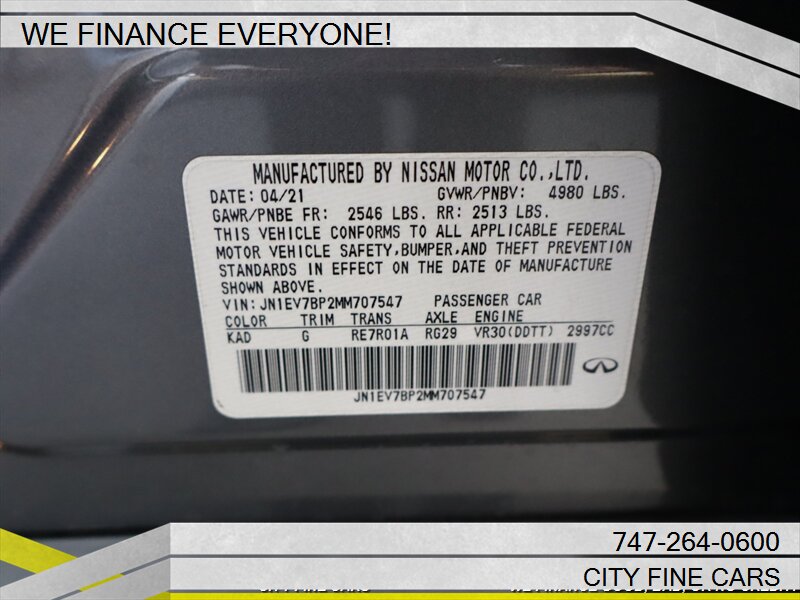 WE FINANCE EVERYONE!
MANUFACTURED BY NISSAN MOTOR CO.,LTD.
DATE: 04/21 GVWR/PNBV: 4980 LBS.
GAWR/PNBE FR: 2546 LBS. RR: 2513 LBS.
THIS VEHICLE CONFORMS TO ALL APPLICABLE FEDERAL
MOTOR VEHICLE SAFETY,BUMPER,AND THEFT PREVENTION
STANDARDS IN EFFECT ON THE DATE OF MANUFACTURE
SHOWN ABOVE.
VIN: JN1EV7BP2MM707547 PASSENGER CAR
COLOR TRIM TRANS AXLE ENGINE
KAD G RE7R01A RG29 VR30(DDTT) 2997CC
JN1EV7BP2MM707547
747-264-0600
CITY FINE CARS